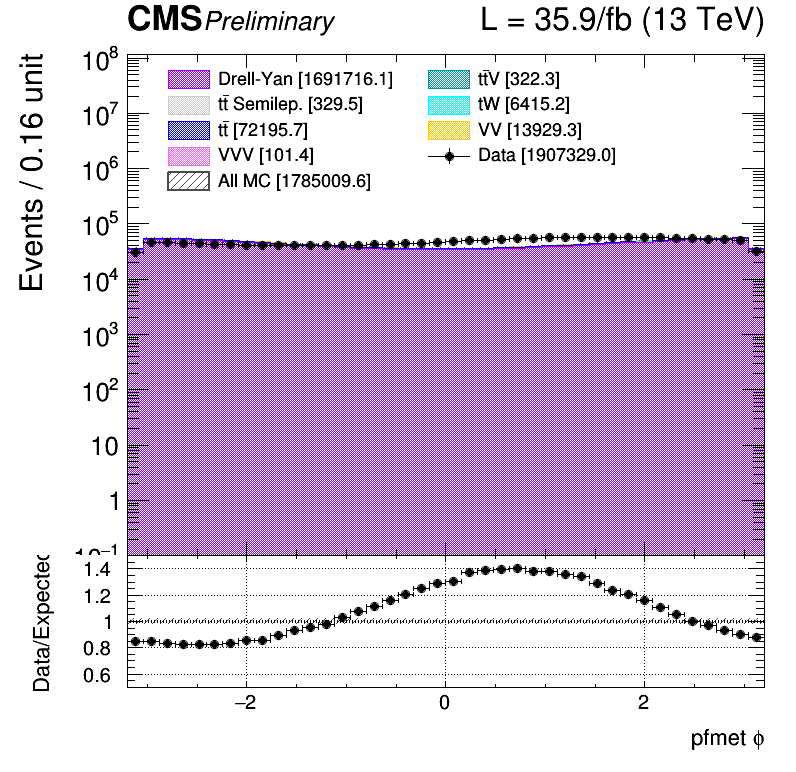 CMS Preliminary L = 35.9/fb (13 TeV)
Events / 0.16 unit
10⁸
10⁷
10⁶
10⁵
10⁴
10³
10²
10
1
10⁻¹
Drell-Yan [1691716.1]
tt̄ Semilep. [329.5]
tt̄ [72195.7]
VVV [101.4]
All MC [1785009.6]
tt̄V [322.3]
tW [6415.2]
VV [13929.3]
Data [1907329.0]
Data/Expected
1.4
1.2
1
0.8
0.6
−2 0 2
pfmet ϕ